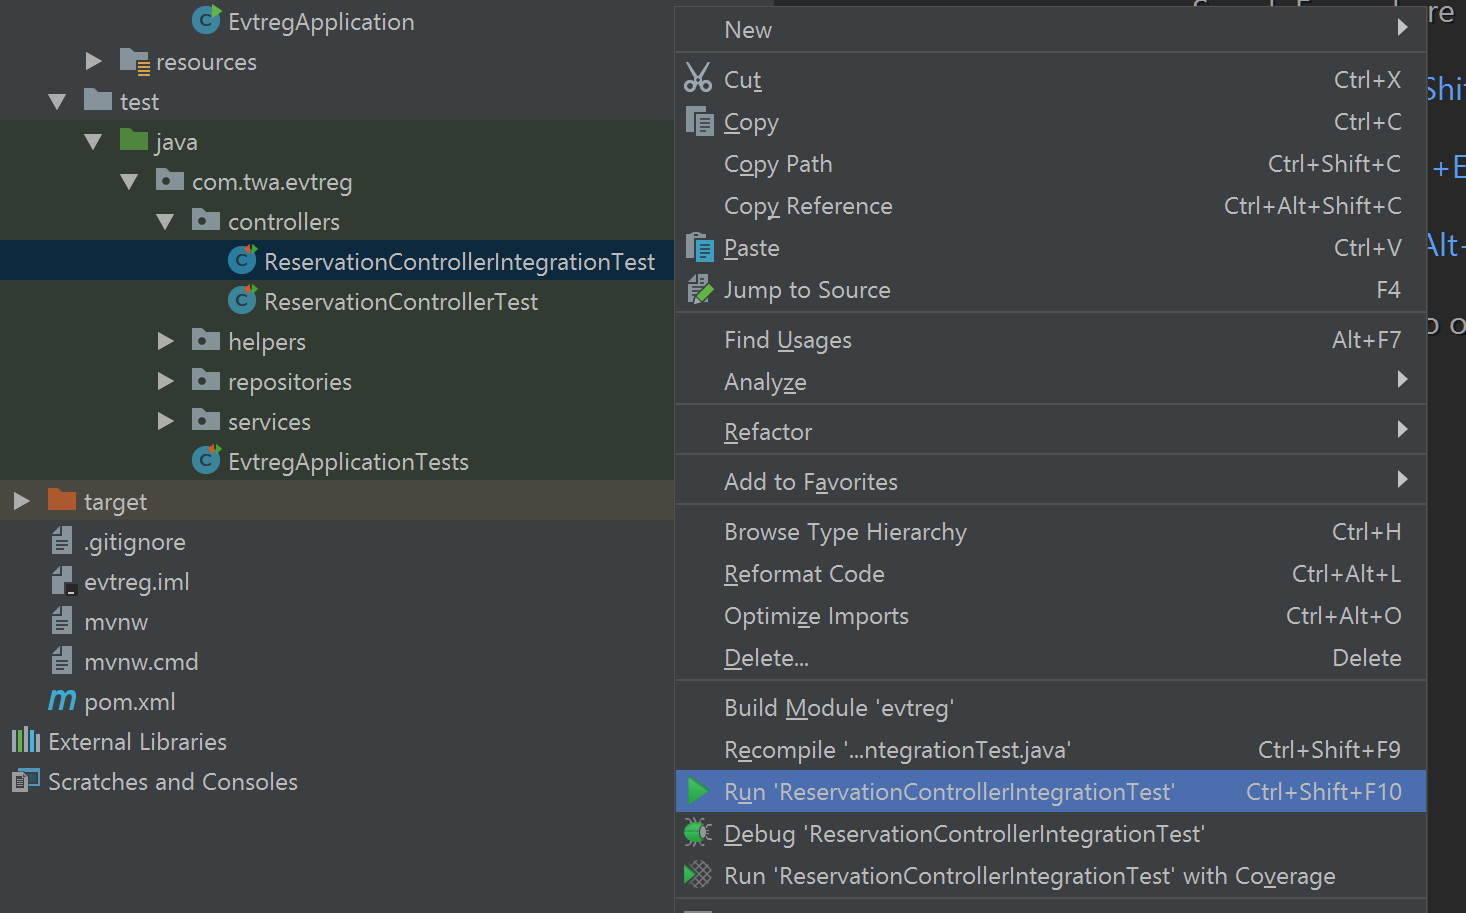 EvtregApplication
resources
test
java
com.twa.evtreg
controllers
ReservationControllerIntegrationTest
ReservationControllerTest
helpers
repositories
services
EvtregApplicationTests
target
.gitignore
evtreg.iml
mvnw
mvnw.cmd
m pom.xml
External Libraries
Scratches and Consoles
New
Cut Ctrl+X
Copy Ctrl+C
Copy Path Ctrl+Shift+C
Copy Reference Ctrl+Alt+Shift+C
Paste Ctrl+V
Jump to Source F4
Find Usages Alt+F7
Analyze
Refactor
Add to Favorites
Browse Type Hierarchy Ctrl+H
Reformat Code Ctrl+Alt+L
Optimize Imports Ctrl+Alt+O
Delete... Delete
Build Module 'evtreg'
Recompile '...ntegrationTest.java' Ctrl+Shift+F9
Run 'ReservationControllerIntegrationTest' Ctrl+Shift+F10
Debug 'ReservationControllerIntegrationTest'
Run 'ReservationControllerIntegrationTest' with Coverage